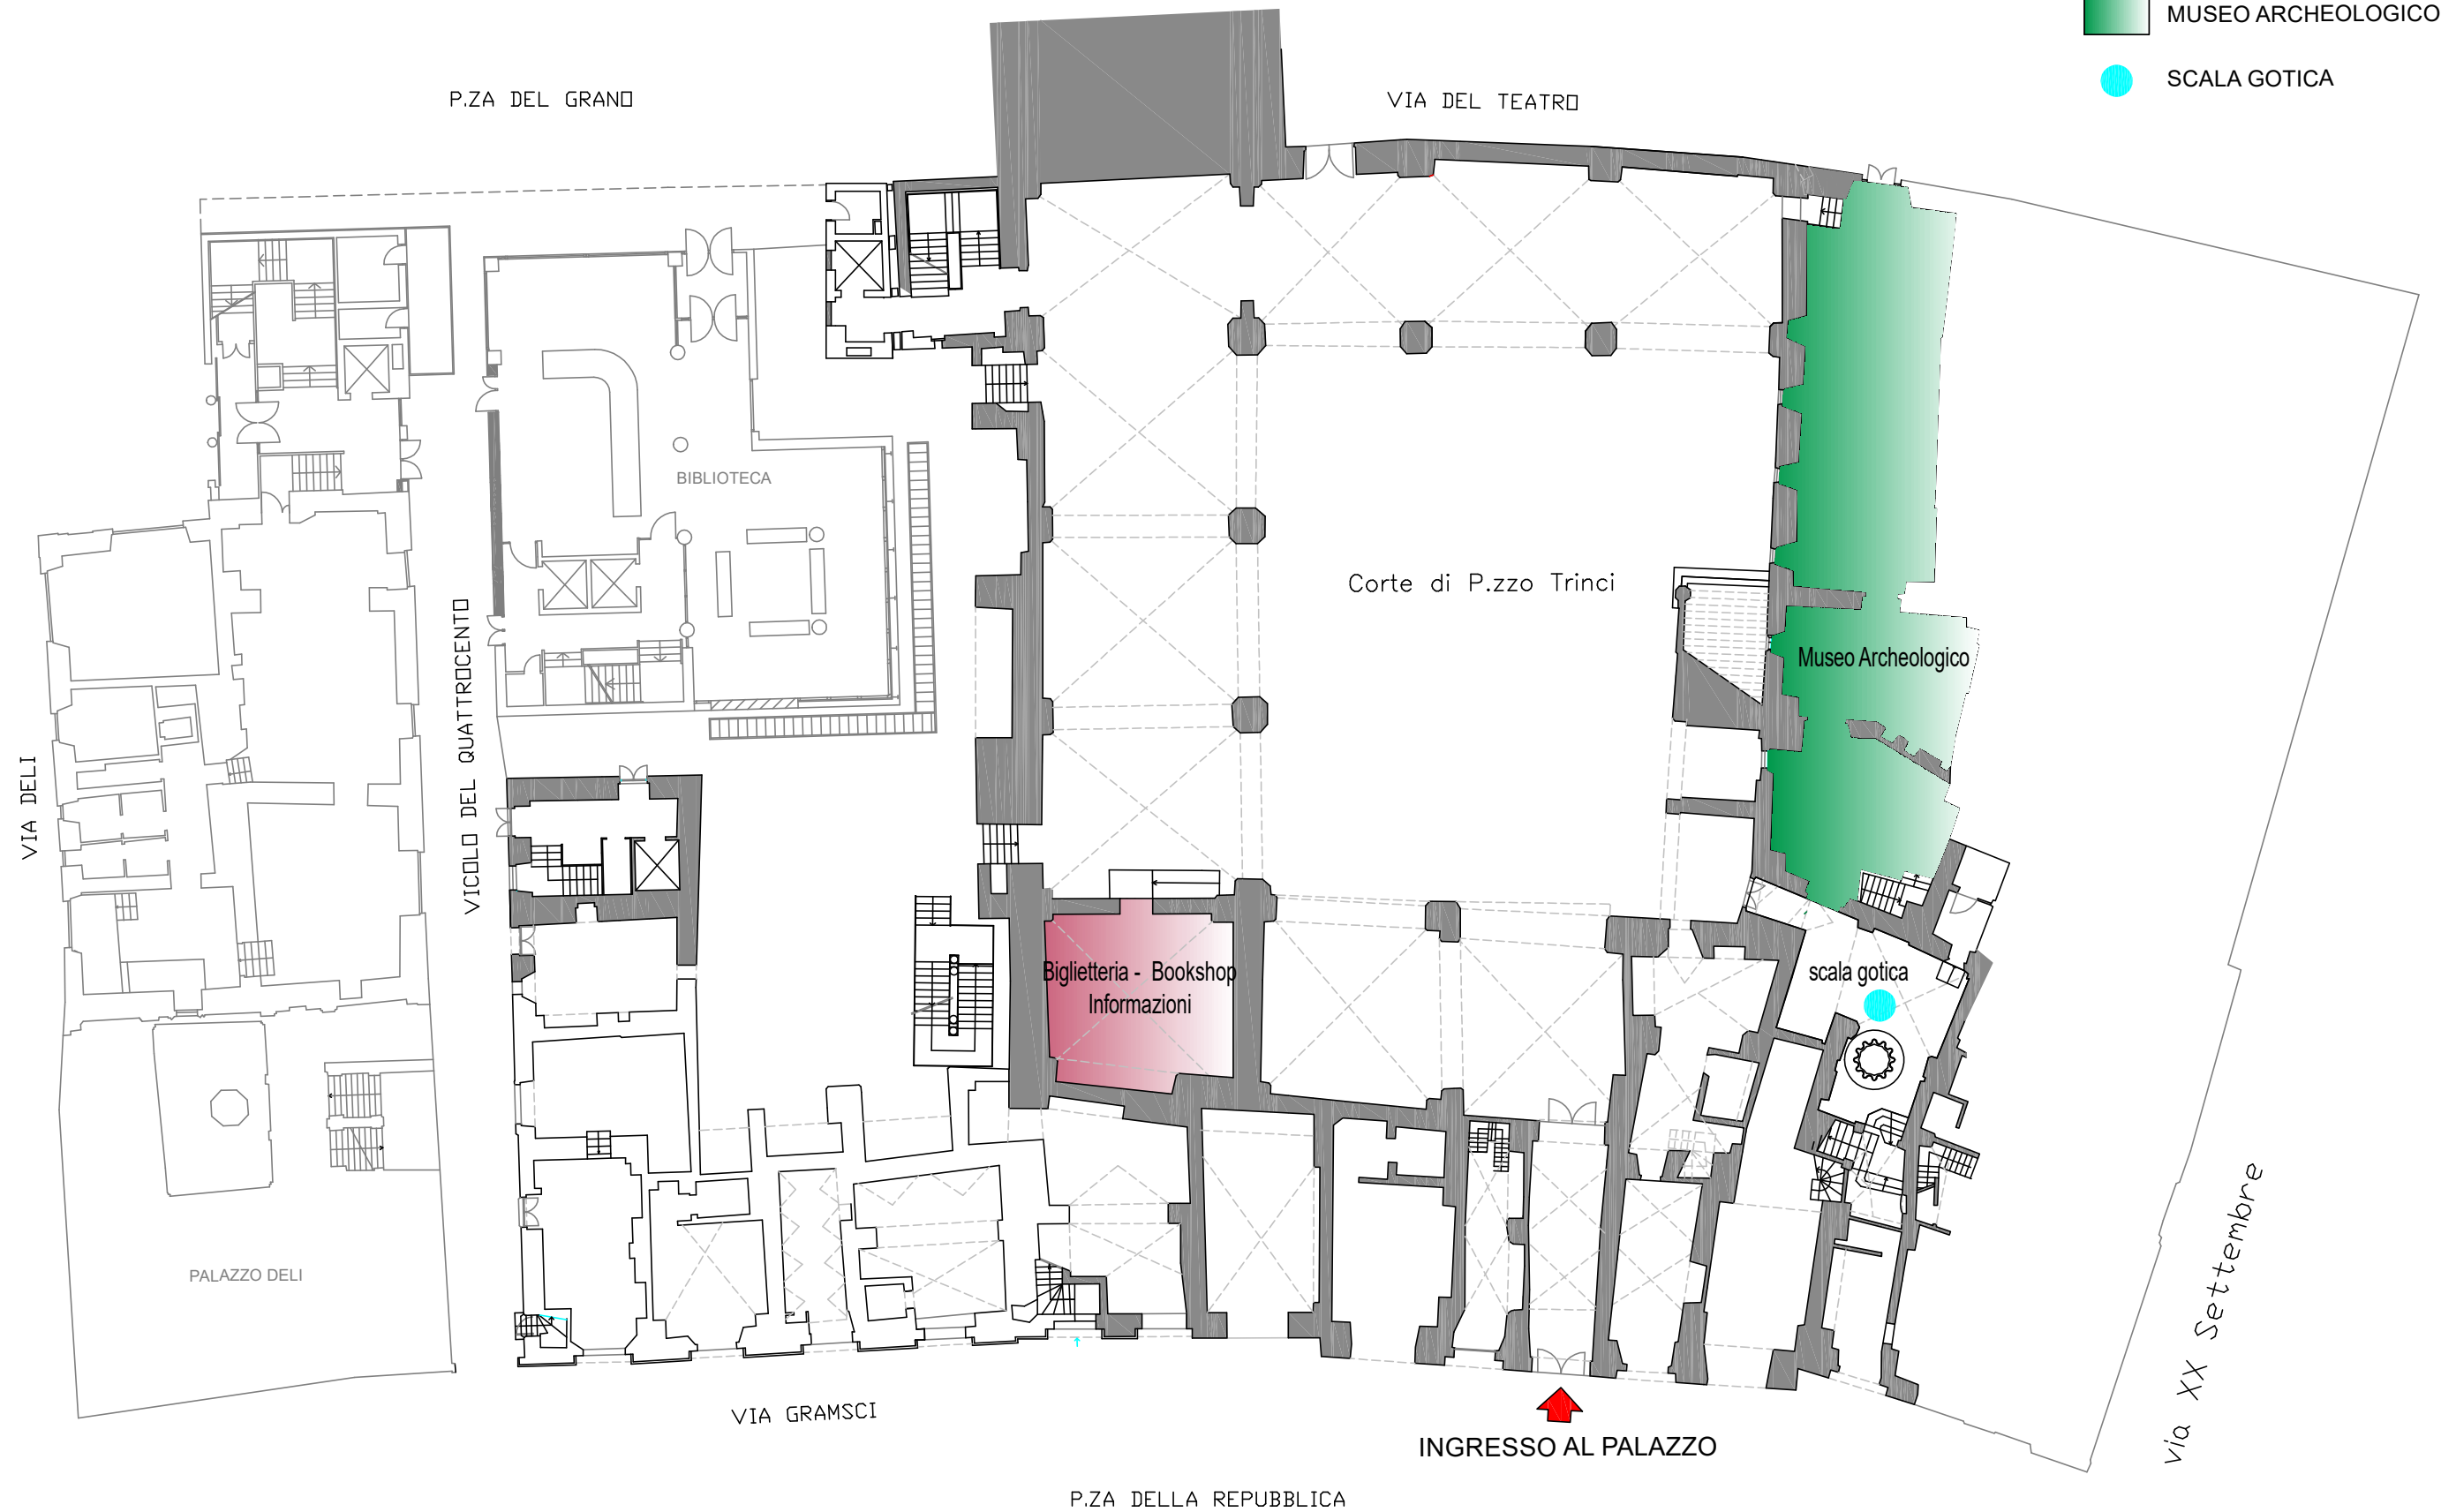 MUSEO ARCHEOLOGICO
SCALA GOTICA
P.ZA DEL GRANO
VIA DEL TEATRO
BIBLIOTECA
Corte di P.zzo Trinci
Museo Archeologico
VICOLO DEL QUATTROCENTO
VIA DELI
Biglietteria - Bookshop
Informazioni
scala gotica
PALAZZO DELI
via XX Settembre
VIA GRAMSCI
INGRESSO AL PALAZZO
P.ZA DELLA REPUBBLICA